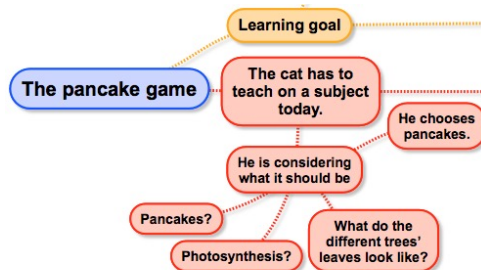 Learning goal
The pancake game
The cat has to
teach on a subject
today.
He chooses
pancakes.
He is considering
what it should be
Pancakes?
Photosynthesis?
What do the
different trees'
leaves look like?